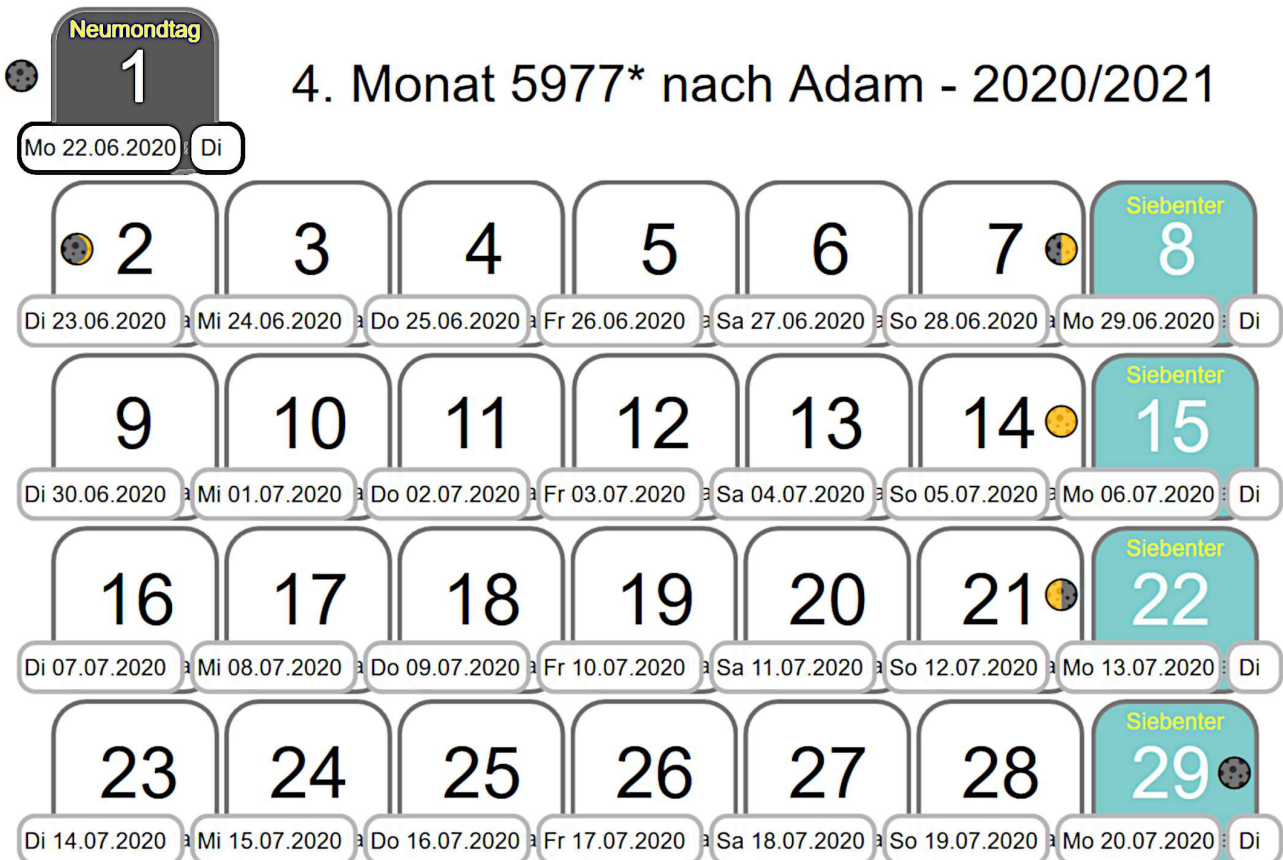 Neumondtag
1
4. Monat 5977* nach Adam - 2020/2021
Mo 22.06.2020 Di
2 3 4 5 6 7 Siebenter 8
Di 23.06.2020 Mi 24.06.2020 Do 25.06.2020 Fr 26.06.2020 Sa 27.06.2020 So 28.06.2020 Mo 29.06.2020 Di
Siebenter
9 10 11 12 13 14 15
Di 30.06.2020 Mi 01.07.2020 Do 02.07.2020 Fr 03.07.2020 Sa 04.07.2020 So 05.07.2020 Mo 06.07.2020 Di
Siebenter
16 17 18 19 20 21 22
Di 07.07.2020 Mi 08.07.2020 Do 09.07.2020 Fr 10.07.2020 Sa 11.07.2020 So 12.07.2020 Mo 13.07.2020 Di
Siebenter
23 24 25 26 27 28 29
Di 14.07.2020 Mi 15.07.2020 Do 16.07.2020 Fr 17.07.2020 Sa 18.07.2020 So 19.07.2020 Mo 20.07.2020 Di